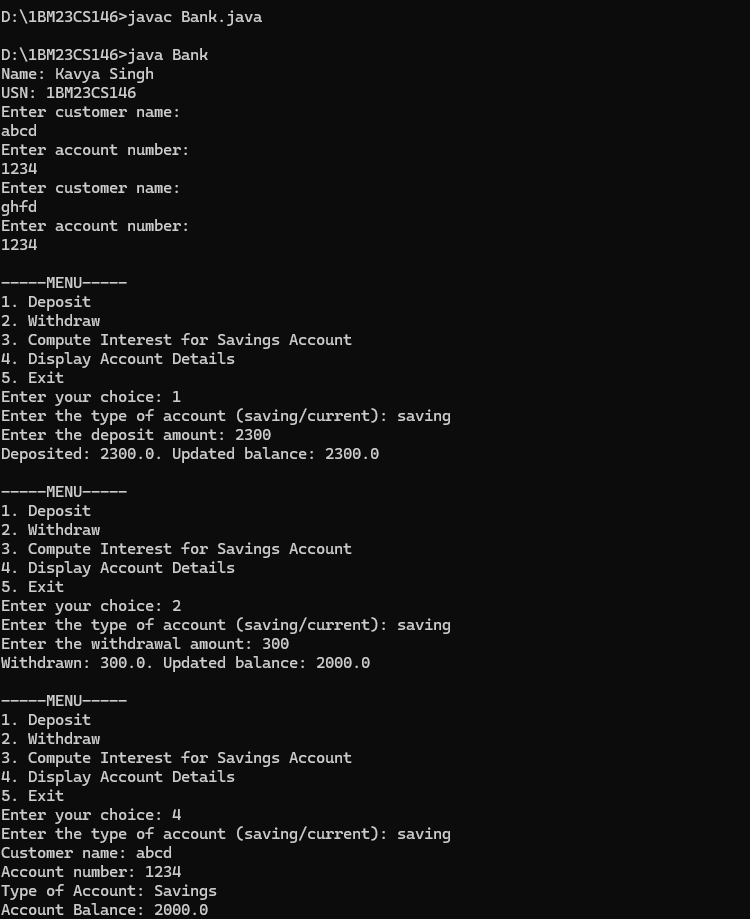 D:\1BM23CS146>javac Bank.java
D:\1BM23CS146>java Bank
Name: Kavya Singh
USN: 1BM23CS146
Enter customer name:
abcd
Enter account number:
1234
Enter customer name:
ghfd
Enter account number:
1234
-----MENU-----
1. Deposit
2. Withdraw
3. Compute Interest for Savings Account
4. Display Account Details
5. Exit
Enter your choice: 1
Enter the type of account (saving/current): saving
Enter the deposit amount: 2300
Deposited: 2300.0. Updated balance: 2300.0
-----MENU-----
1. Deposit
2. Withdraw
3. Compute Interest for Savings Account
4. Display Account Details
5. Exit
Enter your choice: 2
Enter the type of account (saving/current): saving
Enter the withdrawal amount: 300
Withdrawn: 300.0. Updated balance: 2000.0
-----MENU-----
1. Deposit
2. Withdraw
3. Compute Interest for Savings Account
4. Display Account Details
5. Exit
Enter your choice: 4
Enter the type of account (saving/current): saving
Customer name: abcd
Account number: 1234
Type of Account: Savings
Account Balance: 2000.0